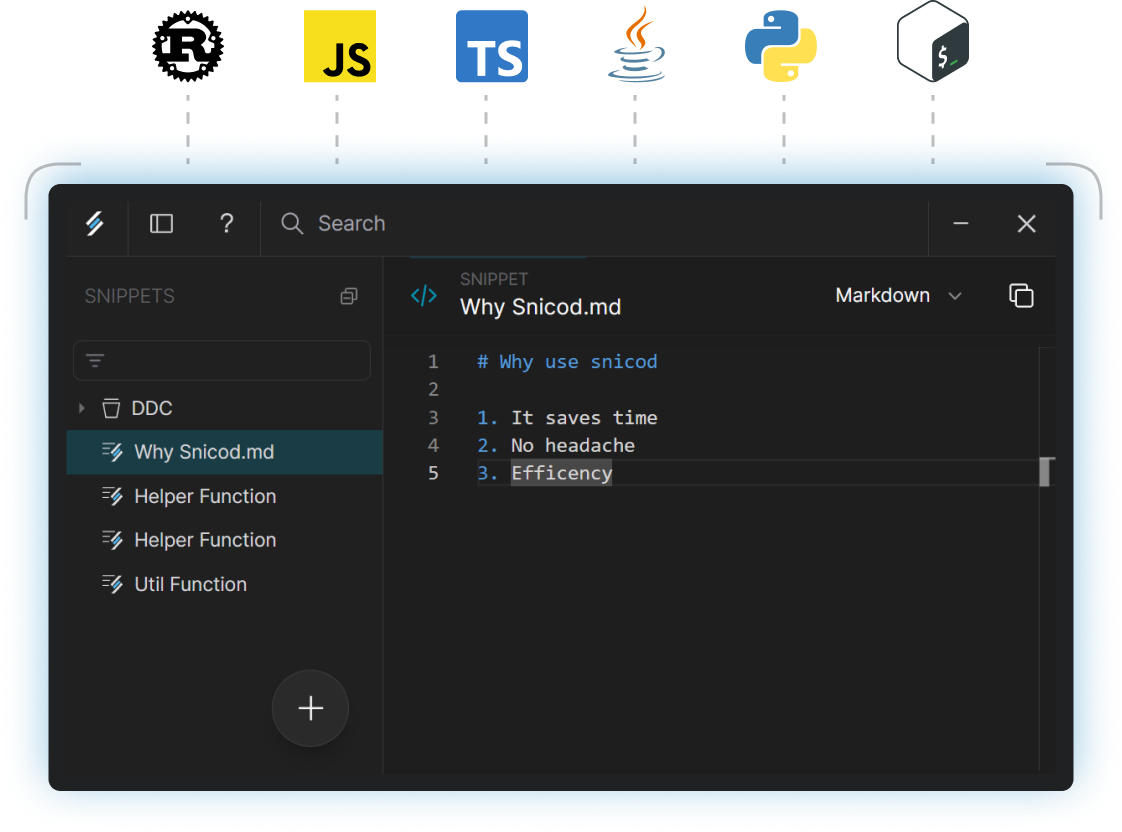 R
JS
TS
$_
?
Search
SNIPPETS
DDC
Why Snicod.md
Helper Function
Helper Function
Util Function
</>
SNIPPET
Why Snicod.md
Markdown
1 # Why use snicod
2
3 1. It saves time
4 2. No headache
5 3. Efficency